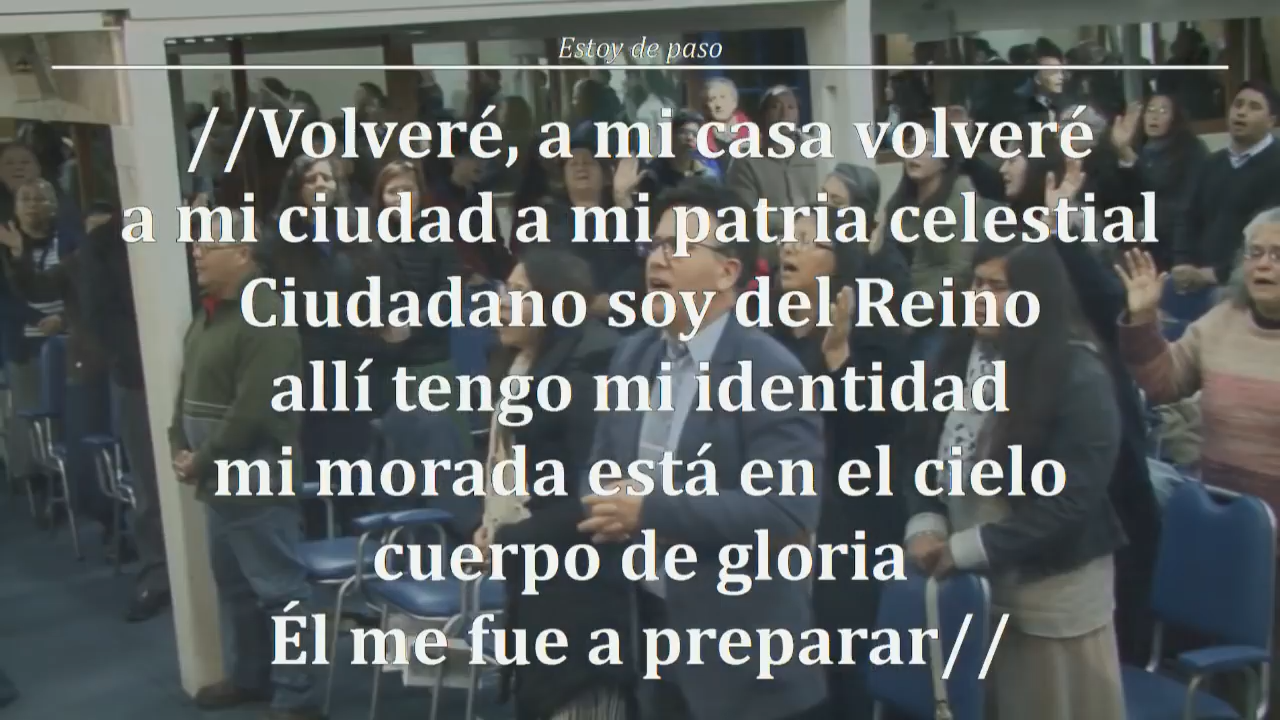 Estoy de paso
//Volveré, a mi casa volveré
a mi ciudad a mi patria celestial
Ciudadano soy del Reino
allí tengo mi identidad
mi morada está en el cielo
cuerpo de gloria
Él me fue a preparar//